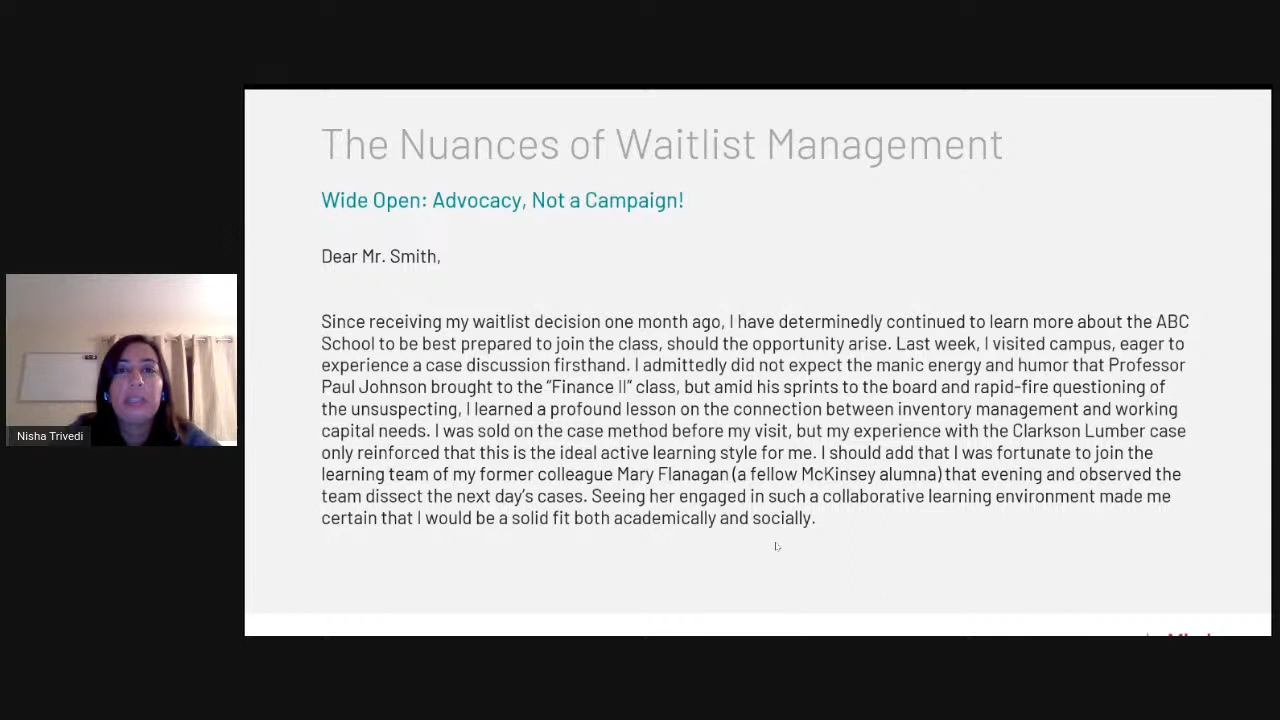 The Nuances of Waitlist Management
Wide Open: Advocacy, Not a Campaign!
Dear Mr. Smith,
Since receiving my waitlist decision one month ago, I have determinedly continued to learn more about the ABC
School to be best prepared to join the class, should the opportunity arise. Last week, I visited campus, eager to
experience a case discussion firsthand. I admittedly did not expect the manic energy and humor that Professor
Paul Johnson brought to the “Finance II” class, but amid his sprints to the board and rapid-fire questioning of
the unsuspecting, I learned a profound lesson on the connection between inventory management and working
capital needs. I was sold on the case method before my visit, but my experience with the Clarkson Lumber case
only reinforced that this is the ideal active learning style for me. I should add that I was fortunate to join the
learning team of my former colleague Mary Flanagan (a fellow McKinsey alumna) that evening and observed the
team dissect the next day’s cases. Seeing her engaged in such a collaborative learning environment made me
certain that I would be a solid fit both academically and socially.
Nisha Trivedi